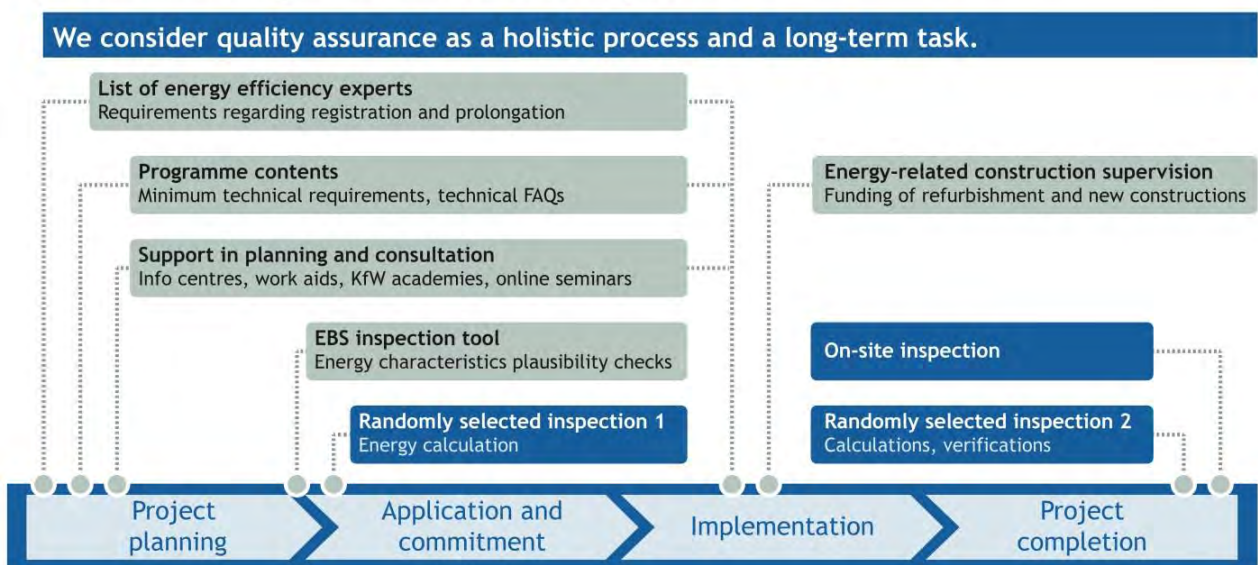 We consider quality assurance as a holistic process and a long-term task.
List of energy efficiency experts
Requirements regarding registration and prolongation
Programme contents
Minimum technical requirements, technical FAQs
Energy-related construction supervision
Funding of refurbishment and new constructions
Support in planning and consultation
Info centres, work aids, KfW academies, online seminars
EBS inspection tool
Energy characteristics plausibility checks
On-site inspection
Randomly selected inspection 1
Energy calculation
Randomly selected inspection 2
Calculations, verifications
Project
planning
Application and
commitment
Implementation
Project
completion